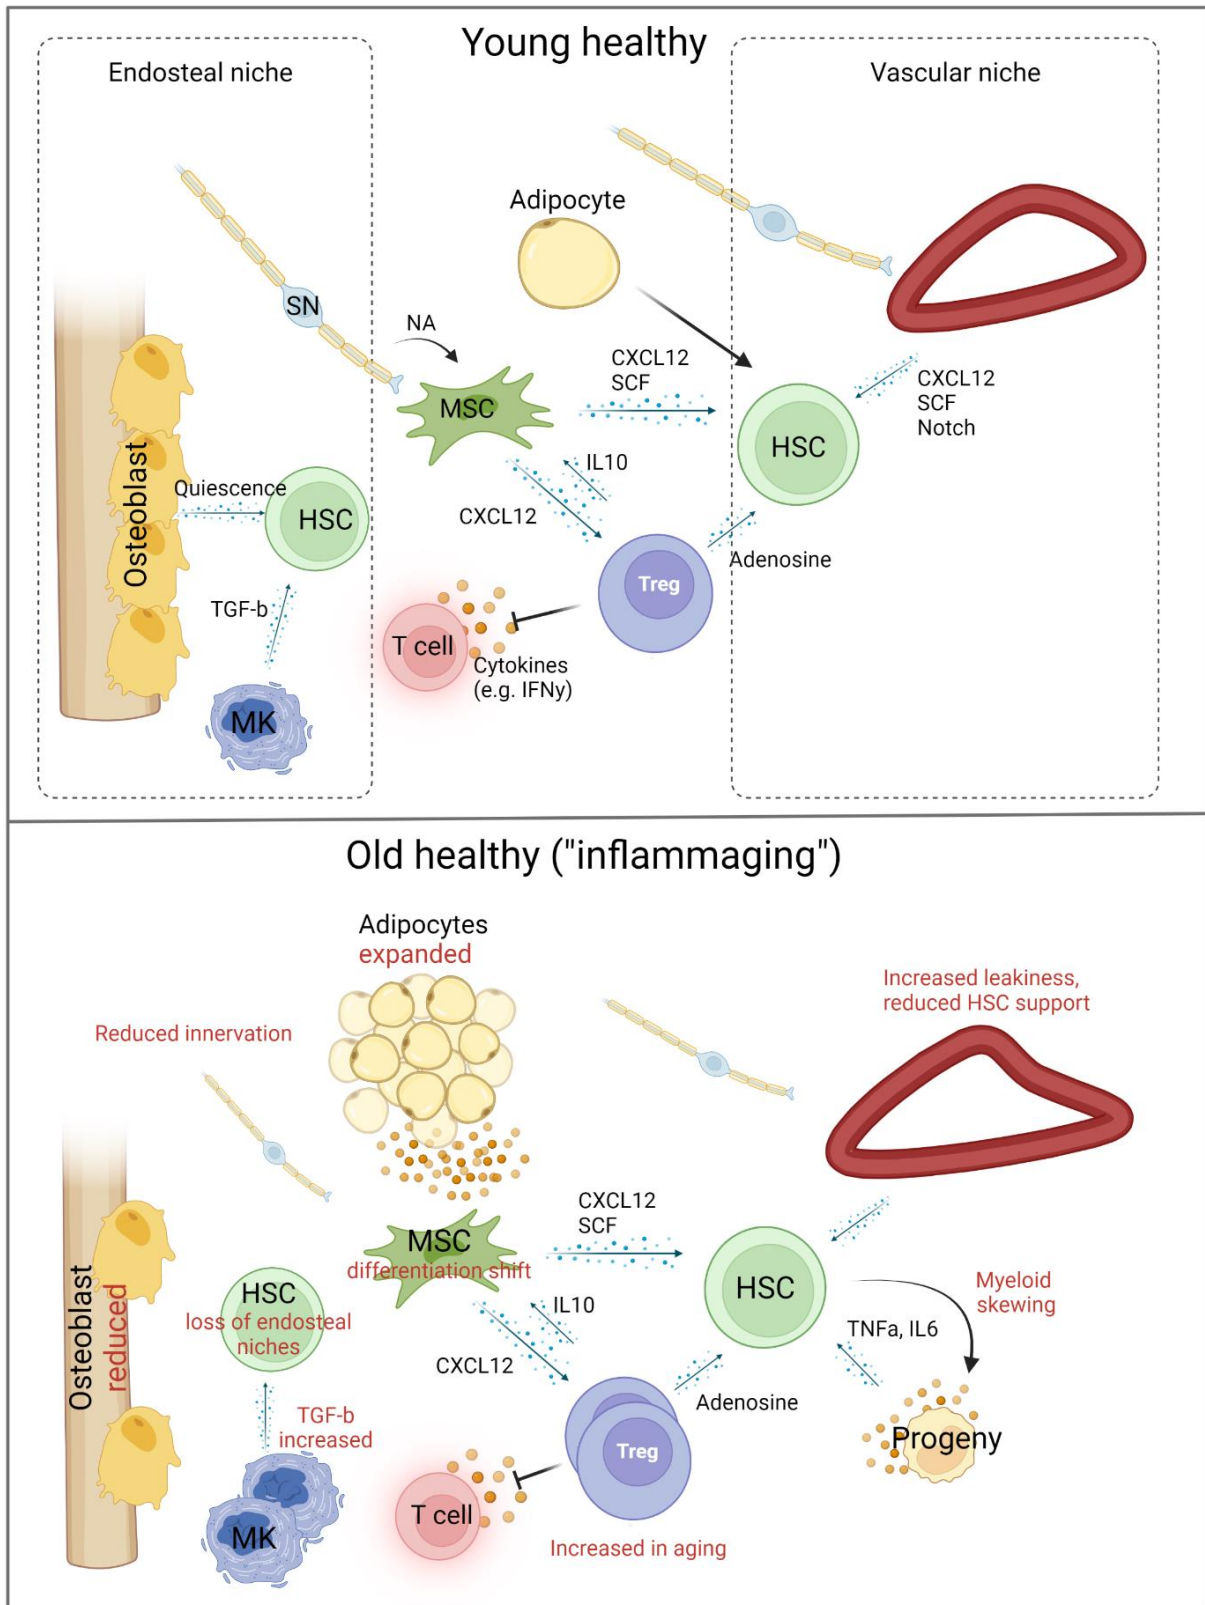 Young healthy
Endosteal niche
Vascular niche
Adipocyte
SN
NA
CXCL12
SCF
MSC
CXCL12
SCF
Notch
HSC
IL10
Osteoblast
Quiescence
HSC
CXCL12
Adenosine
Treg
TGF-b
T cell
Cytokines
(e.g. IFNy)
MK
Old healthy ("inflammaging")
Adipocytes
expanded
Increased leakiness,
reduced HSC support
Reduced innervation
CXCL12
SCF
MSC
differentiation shift
HSC
Myeloid
skewing
HSC
loss of endosteal
niches
IL10
TNFa, IL6
Osteoblast
reduced
CXCL12
Adenosine
TGF-b
increased
Treg
Progeny
T cell
MK
Increased in aging